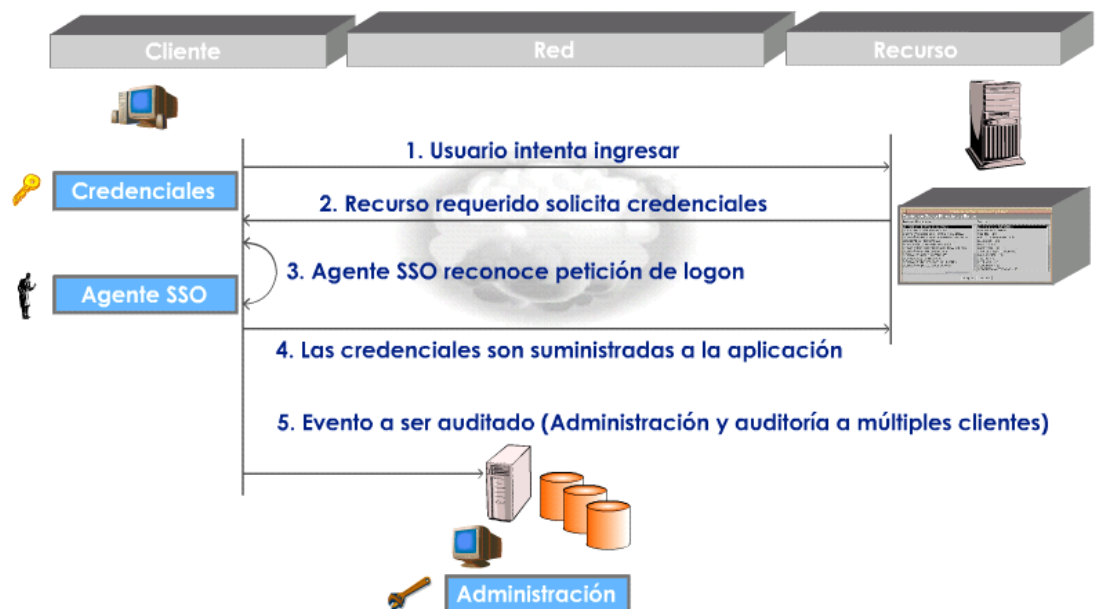 Cliente
Red
Recurso
1. Usuario intenta ingresar
Credenciales
2. Recurso requerido solicita credenciales
3. Agente SSO reconoce petición de logon
Agente SSO
4. Las credenciales son suministradas a la aplicación
5. Evento a ser auditado (Administración y auditoría a múltiples clientes)
Administración